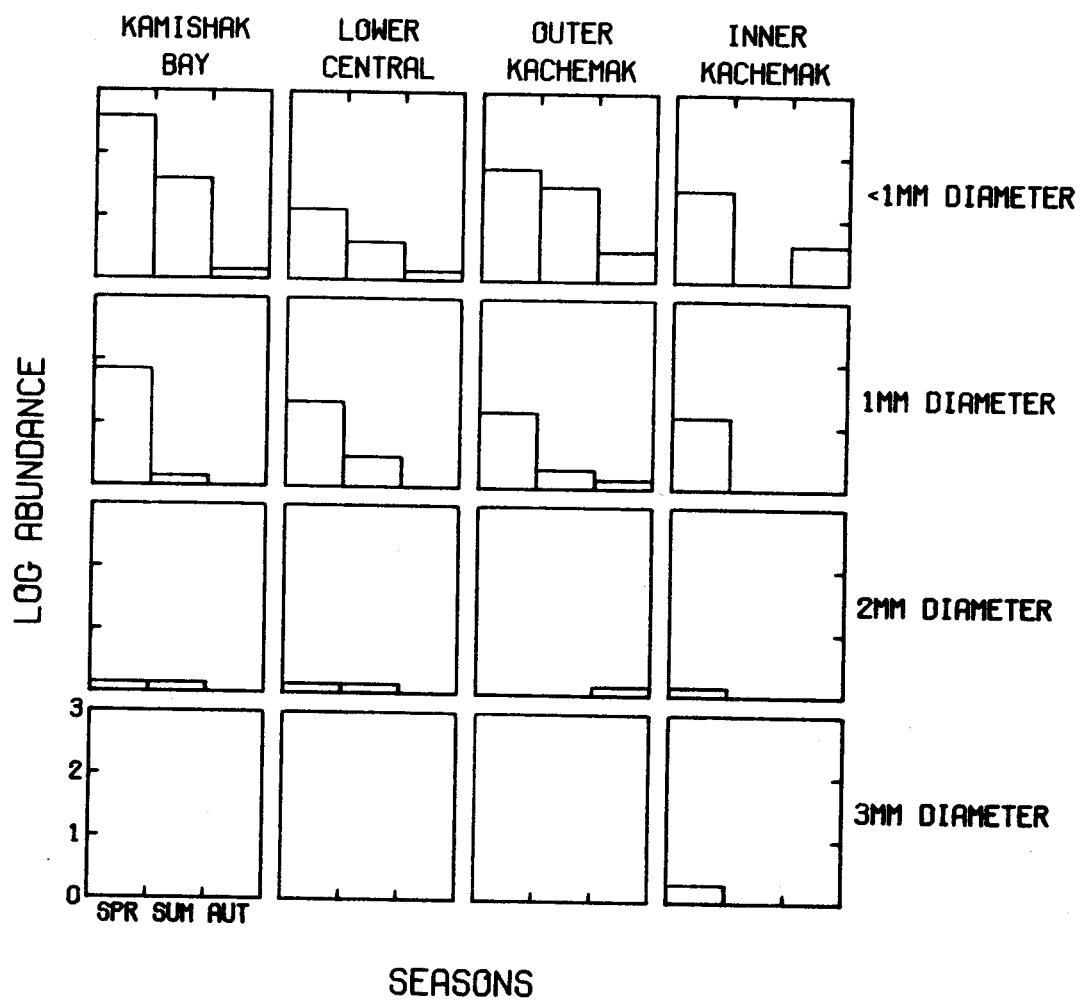 KAMISHAK
BAY
LOWER
CENTRAL
OUTER
KACHEMAK
INNER
KACHEMAK
<1MM DIAMETER
1MM DIAMETER
2MM DIAMETER
3MM DIAMETER
LOG ABUNDANCE
3
2
1
0
SPR SUM AUT
SEASONS